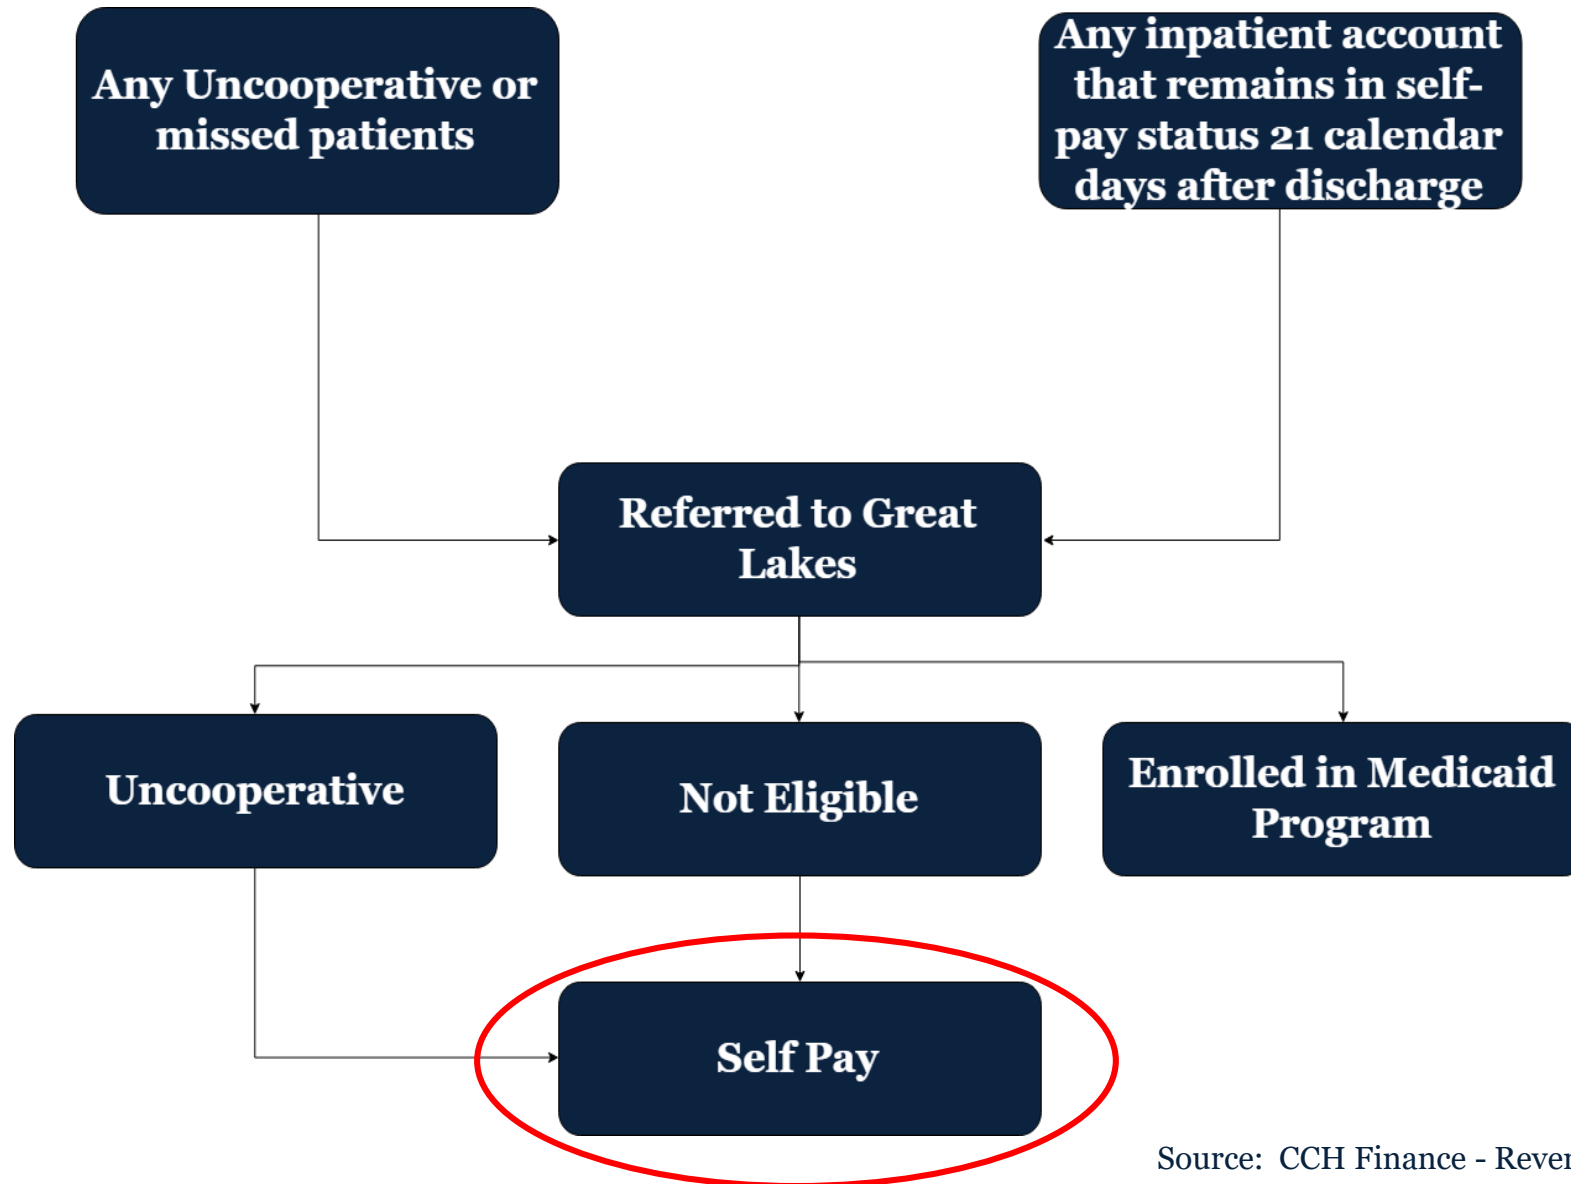 Any Uncooperative or
missed patients
Any inpatient account
that remains in self-
pay status 21 calendar
days after discharge
Referred to Great
Lakes
Uncooperative
Not Eligible
Enrolled in Medicaid
Program
Self Pay
Source: CCH Finance - Rever